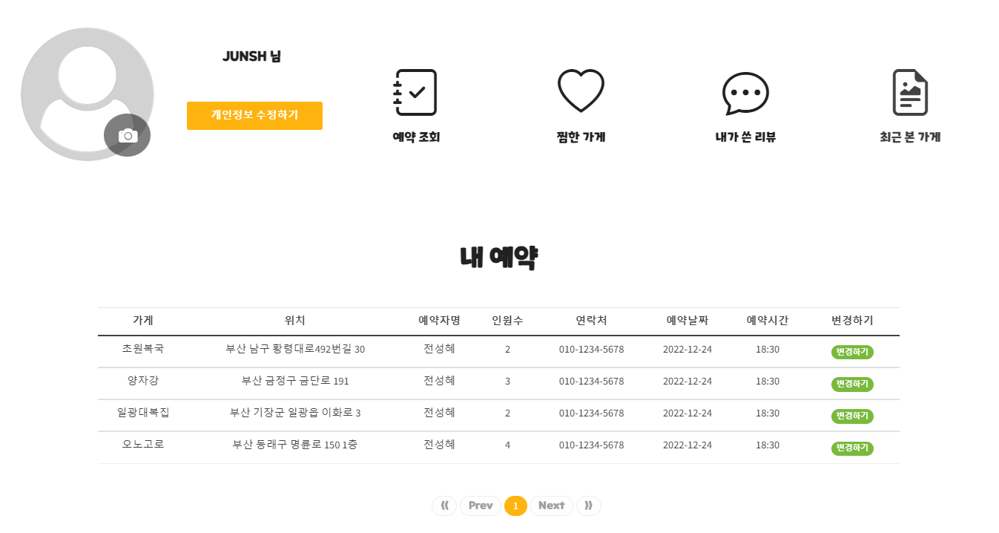 JUNSH 님
개인정보 수정하기
예약 조회
찜한 가게
내가 쓴 리뷰
최근 본 가게
내 예약
가게 위치 예약자명 인원수 연락처 예약날짜 예약시간 변경하기
초원복국 부산 남구 황령대로492번길 30 전성혜 2 010-1234-5678 2022-12-24 18:30 변경하기
양자강 부산 금정구 금단로 191 전성혜 3 010-1234-5678 2022-12-24 18:30 변경하기
일광대복집 부산 기장군 일광읍 이화로 3 전성혜 2 010-1234-5678 2022-12-24 18:30 변경하기
오노고로 부산 동래구 명륜로 150 1층 전성혜 4 010-1234-5678 2022-12-24 18:30 변경하기
⟪ Prev 1 Next ⟫